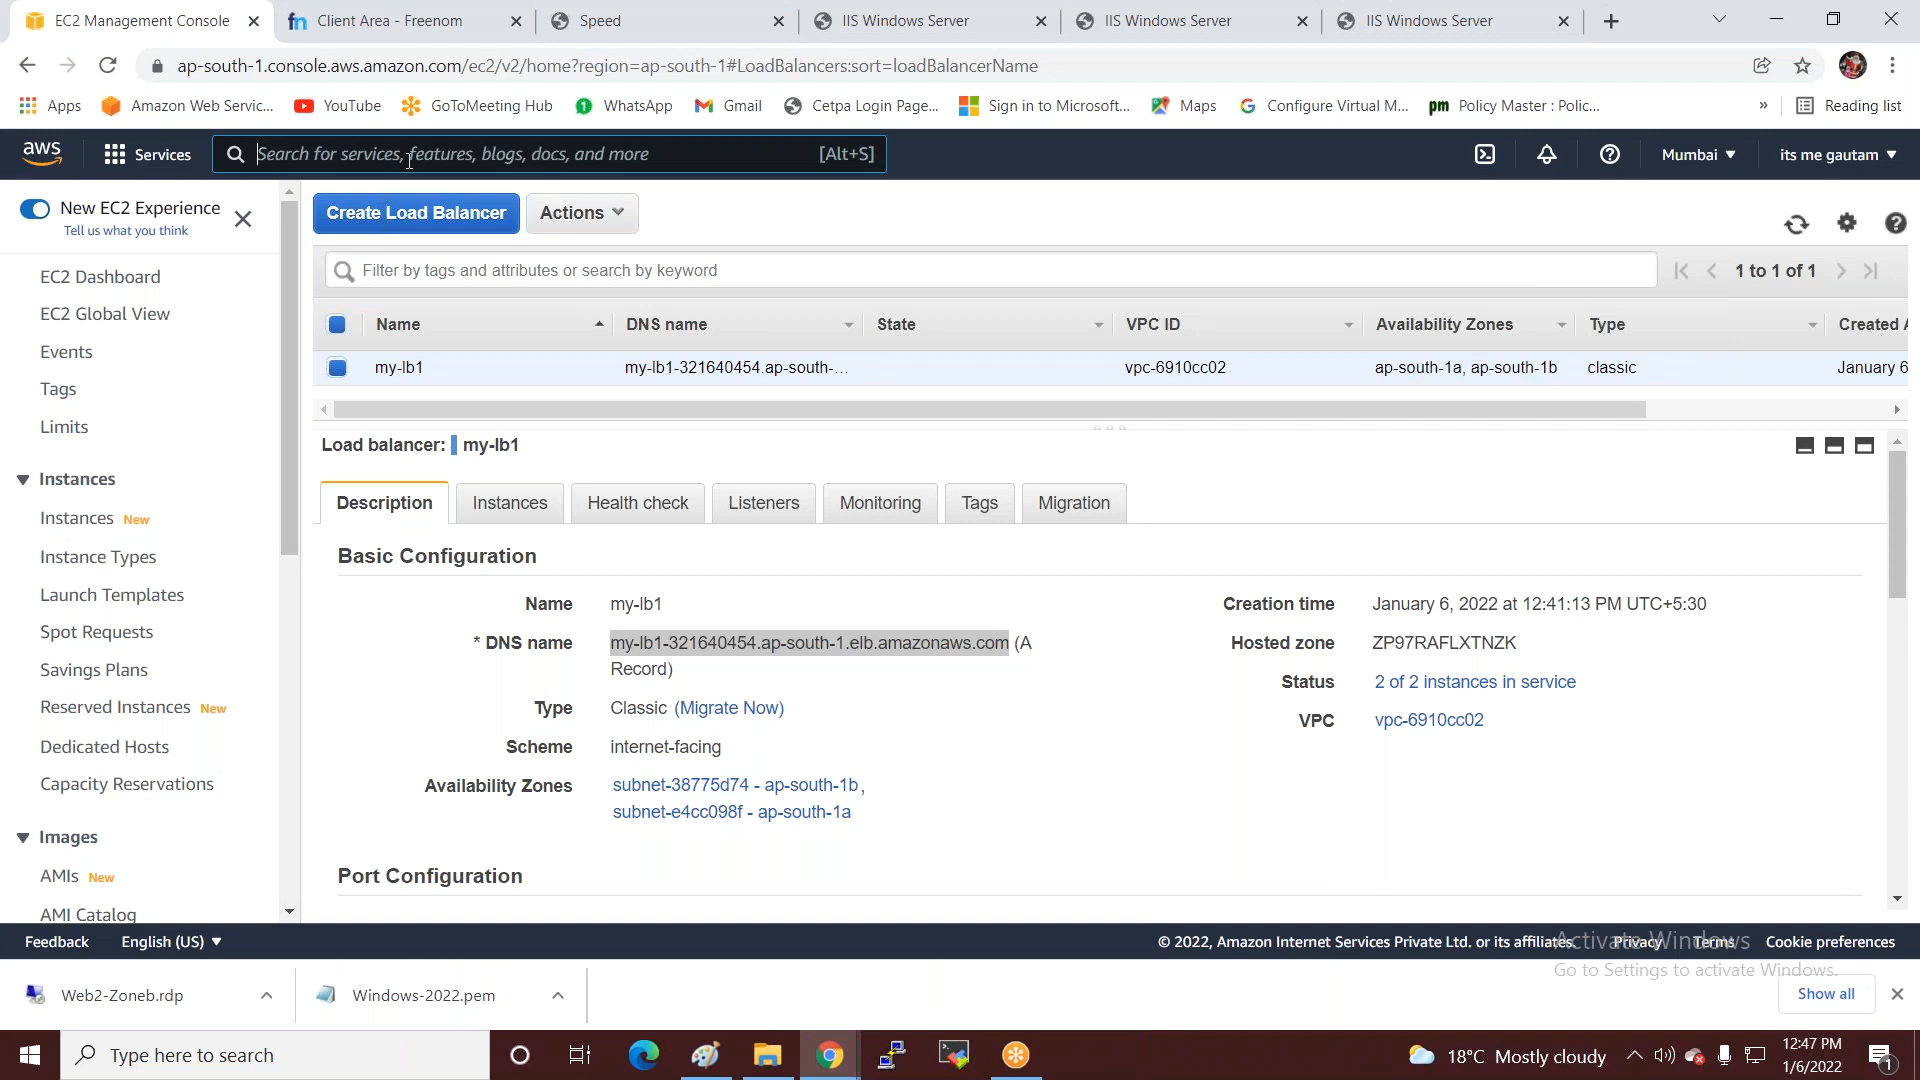 EC2 Management Console
Client Area - Freenom
Speed
IIS Windows Server
IIS Windows Server
IIS Windows Server
ap-south-1.console.aws.amazon.com/ec2/v2/home?region=ap-south-1#LoadBalancers:sort=loadBalancerName
Apps
Amazon Web Servic...
YouTube
GoToMeeting Hub
WhatsApp
Gmail
Cetpa Login Page...
Sign in to Microsoft...
Maps
Configure Virtual M...
pm Policy Master : Polic...
»
Reading list
aws
Services
Search for services, features, blogs, docs, and more [Alt+S]
Mumbai
its me gautam
New EC2 Experience
Tell us what you think
EC2 Dashboard
EC2 Global View
Events
Tags
Limits
Instances
Instances New
Instance Types
Launch Templates
Spot Requests
Savings Plans
Reserved Instances New
Dedicated Hosts
Capacity Reservations
Images
AMIs New
AMI Catalog
Create Load Balancer
Actions
Filter by tags and attributes or search by keyword
1 to 1 of 1
Name DNS name State VPC ID Availability Zones Type Created A
my-lb1 my-lb1-321640454.ap-south-... vpc-6910cc02 ap-south-1a, ap-south-1b classic January 6
Load balancer: my-lb1
Description
Instances
Health check
Listeners
Monitoring
Tags
Migration
Basic Configuration
Name my-lb1
* DNS name my-lb1-321640454.ap-south-1.elb.amazonaws.com (A
Record)
Type Classic (Migrate Now)
Scheme internet-facing
Availability Zones subnet-38775d74 - ap-south-1b,
subnet-e4cc098f - ap-south-1a
Creation time January 6, 2022 at 12:41:13 PM UTC+5:30
Hosted zone ZP97RAFLXTNZK
Status 2 of 2 instances in service
VPC vpc-6910cc02
Port Configuration
Feedback
English (US)
© 2022, Amazon Internet Services Private Ltd. or its affiliates.
Privacy
Terms
Cookie preferences
Activate Windows
Go to Settings to activate Windows.
Web2-Zoneb.rdp
Windows-2022.pem
Show all
Type here to search
18°C Mostly cloudy
12:47 PM
1/6/2022
1